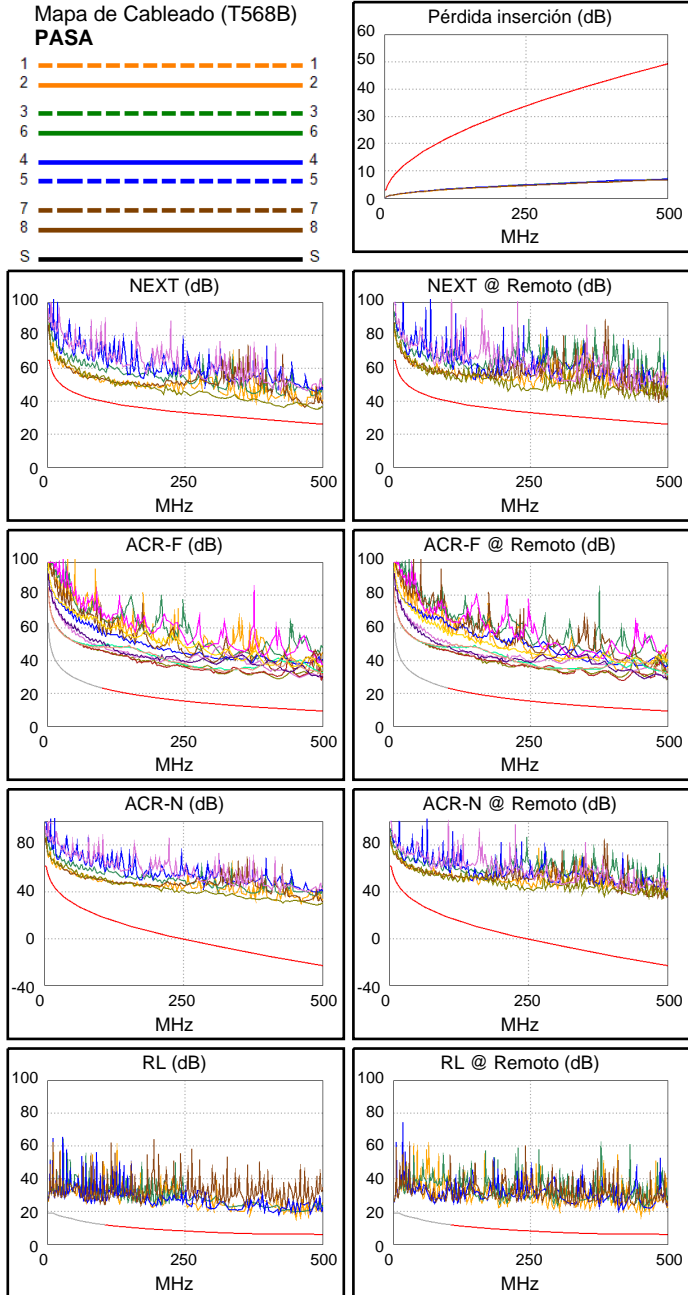 Mapa de Cableado (T568B)
PASA
1 1
2 2
3 3
6 6
4 4
5 5
7 7
8 8
S S
Pérdida inserción (dB)
60
50
40
30
20
10
0
0 250 500
MHz
NEXT (dB)
100
80
60
40
20
0
0 250 500
MHz
NEXT @ Remoto (dB)
100
80
60
40
20
0
0 250 500
MHz
ACR-F (dB)
100
80
60
40
20
0
0 250 500
MHz
ACR-F @ Remoto (dB)
100
80
60
40
20
0
0 250 500
MHz
ACR-N (dB)
80
40
0
-40
0 250 500
MHz
ACR-N @ Remoto (dB)
80
40
0
-40
0 250 500
MHz
RL (dB)
100
80
60
40
20
0
0 250 500
MHz
RL @ Remoto (dB)
100
80
60
40
20
0
0 250 500
MHz